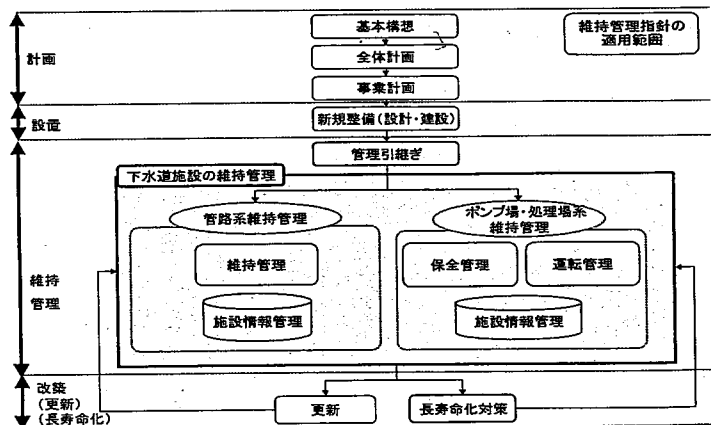 基本構想
維持管理指針の
適用範囲
計画
全体計画
事業計画
設置
新規整備(設計・建設)
管理引継ぎ
下水道施設の維持管理
管路系維持管理
ポンプ場・処理場系
維持管理
維持管理
保全管理
運転管理
維持
管理
施設情報管理
施設情報管理
改築
(更新)
(長寿命化)
更新
長寿命化対策